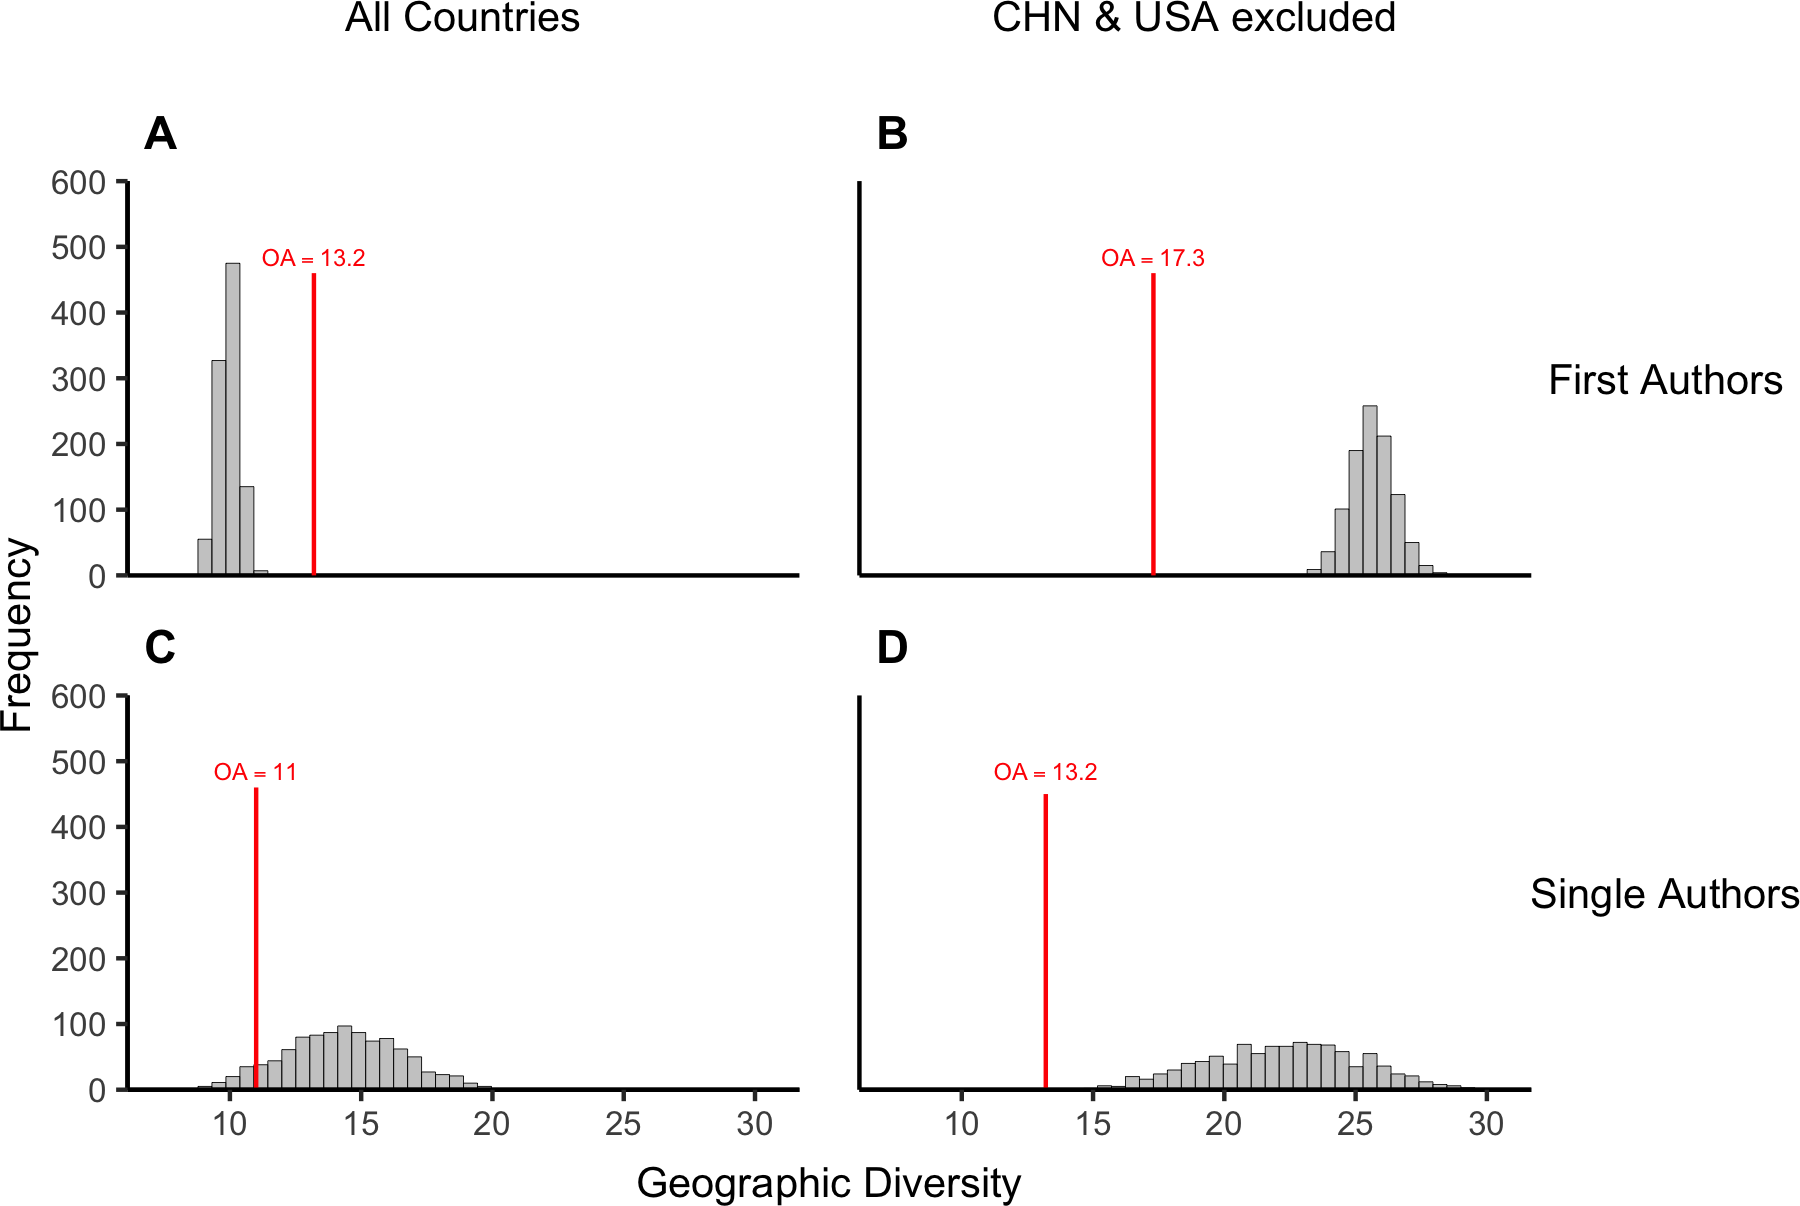 All Countries
CHN & USA excluded
A
B
600
500
400
300
200
100
0
OA = 13.2
OA = 17.3
First Authors
Frequency
C
D
600
500
400
300
200
100
0
OA = 11
OA = 13.2
Single Authors
10 15 20 25 30
10 15 20 25 30
Geographic Diversity